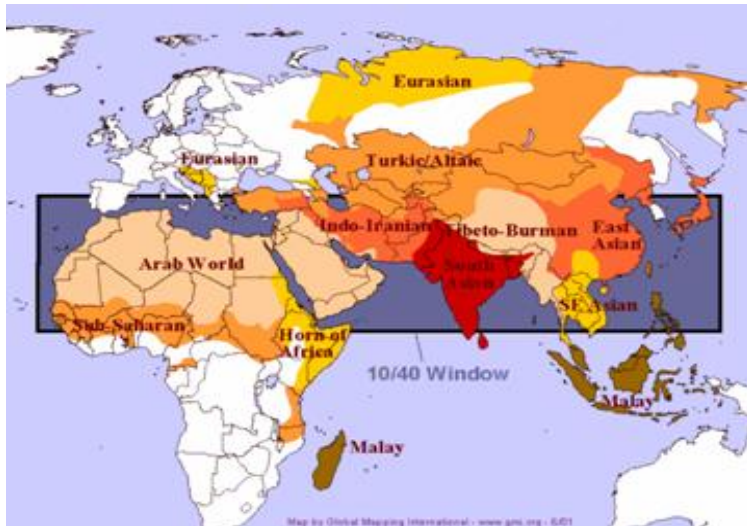 Eurasian
Eurasian
Turkic/Altaic
Indo-Iranian
Tibeto-Burman
East
Asian
Arab World
South
Asian
Sub-Saharan
Horn of
Africa
SE Asian
10/40 Window
Malay
Malay
Map by Global Mapping International - www.gmi.org - 6/01